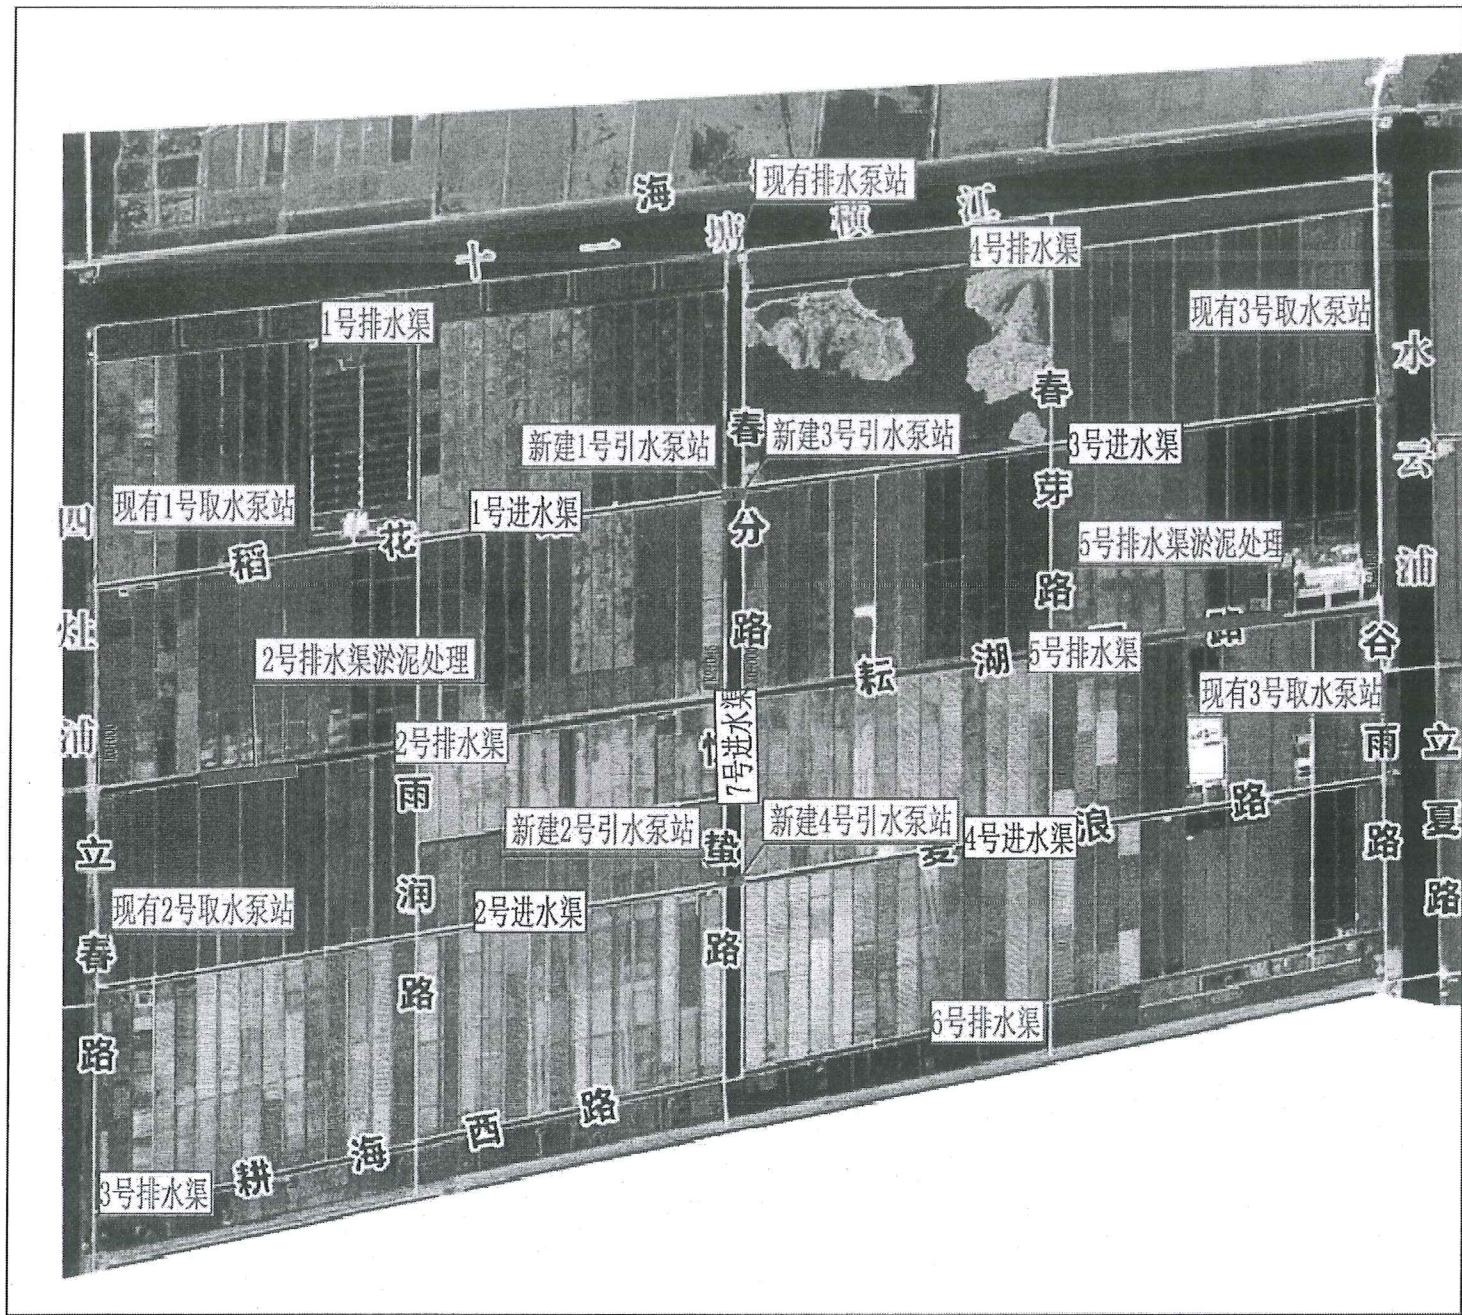 现有排水泵站
海
十一塘横江
4号排水渠
1号排水渠
现有3号取水泵站
水云浦
春芽路
春分路
新建1号引水泵站
新建3号引水泵站
3号进水渠
现有1号取水泵站
1号进水渠
四灶浦
稻花
5号排水渠淤泥处理
路
5号排水渠
耘湖
谷雨路
2号排水渠淤泥处理
现有3号取水泵站
2号排水渠
7号进水渠
立夏路
雨润路
新建2号引水泵站
新建4号引水泵站
4号进水渠
浪路
蛰路
立春路
现有2号取水泵站
2号进水渠
6号排水渠
耕海西路
3号排水渠